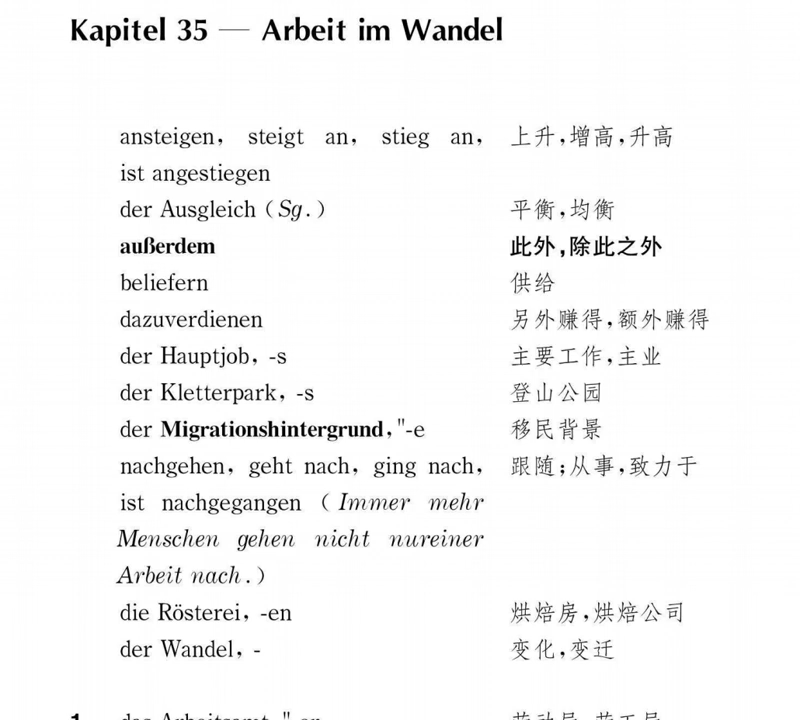 Kapitel 35 — Arbeit im Wandel
ansteigen, steigt an, stieg an, 上升,增高,升高
ist angestiegen
der Ausgleich (Sg.) 平衡,均衡
außerdem 此外,除此之外
beliefern 供给
dazuverdienen 另外赚得,额外赚得
der Hauptjob, -s 主要工作,主业
der Kletterpark, -s 登山公园
der Migrationshintergrund, "-e 移民背景
nachgehen, geht nach, ging nach, 跟随;从事,致力于
ist nachgegangen (Immer mehr
Menschen gehen nicht nureiner
Arbeit nach.)
die Rösterei, -en 烘焙房,烘焙公司
der Wandel, - 变化,变迁